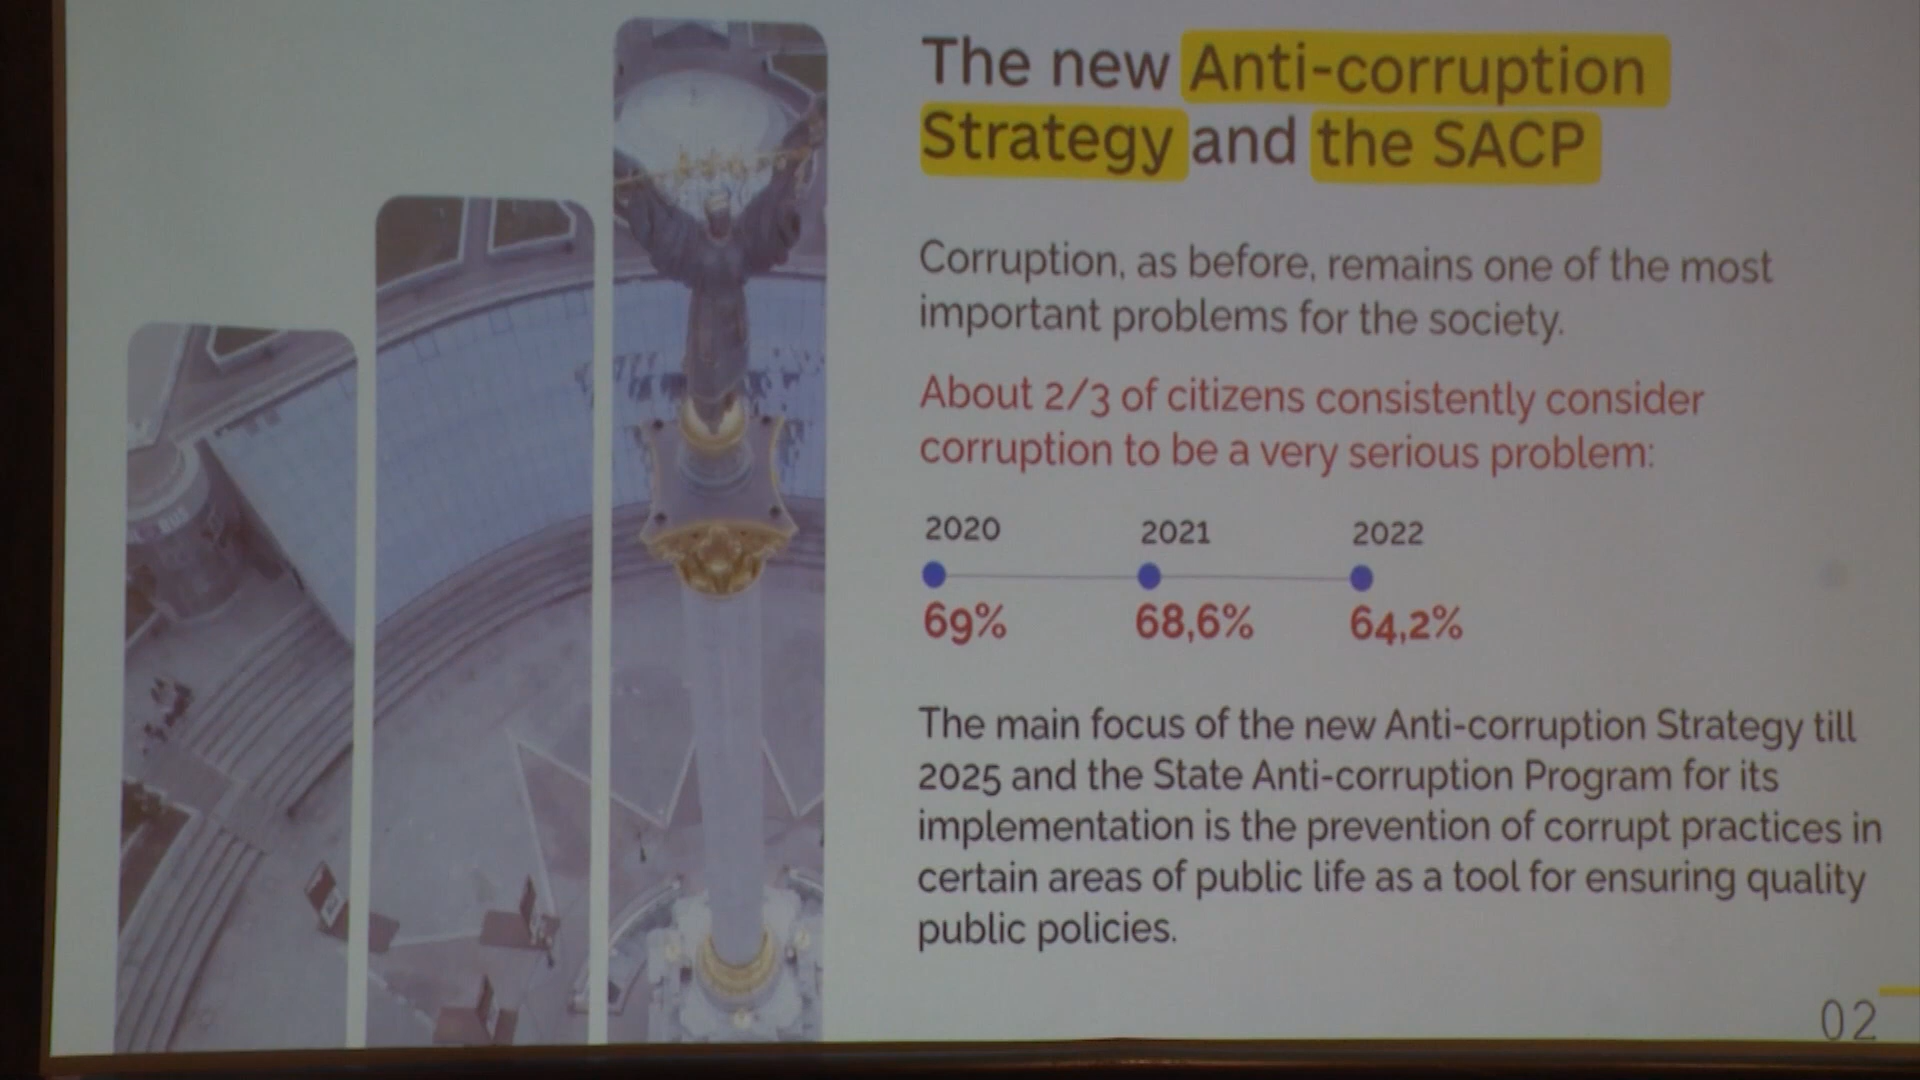 The new Anti-corruption
Strategy and the SACP
Corruption, as before, remains one of the most
important problems for the society.
About 2/3 of citizens consistently consider
corruption to be a very serious problem:
2020 2021 2022
69% 68,6% 64,2%
The main focus of the new Anti-corruption Strategy till
2025 and the State Anti-corruption Program for its
implementation is the prevention of corrupt practices in
certain areas of public life as a tool for ensuring quality
public policies.
02